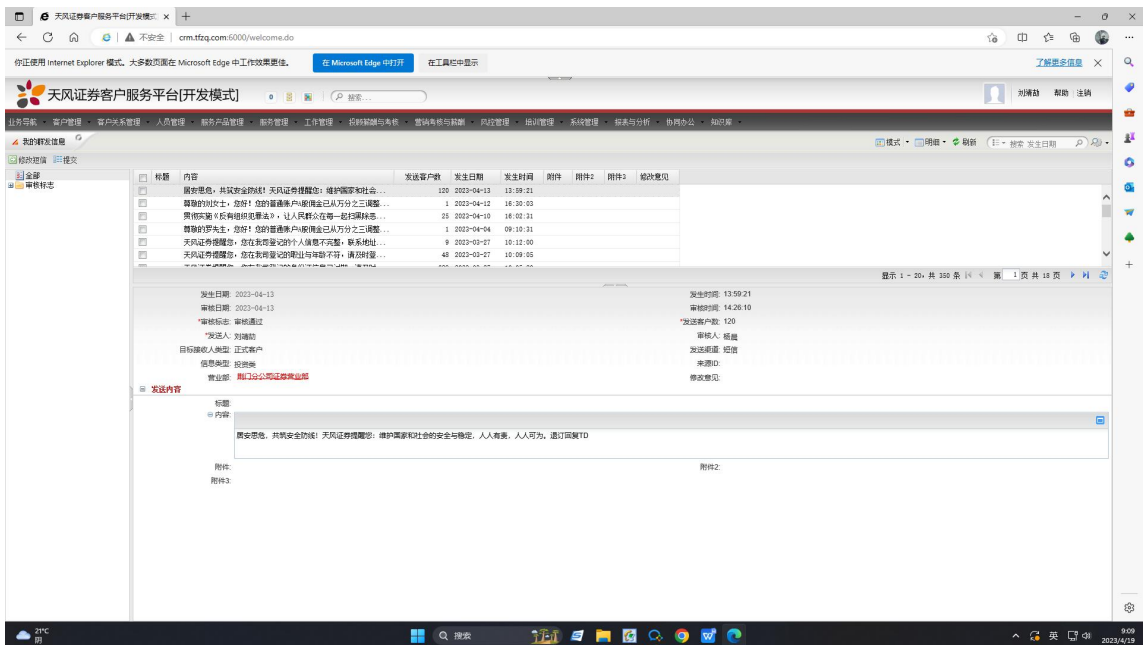 天风证券客户服务平台[开发模式]
不安全 | crm.tfzq.com:6000/welcome.do
你正使用 Internet Explorer 模式。大多数页面在 Microsoft Edge 中工作效果更佳。 在 Microsoft Edge 中打开 在工具栏中显示 了解更多信息
天风证券客户服务平台[开发模式] 搜索... 帮助 注销
业务导航 客户管理 客户关系管理 人员管理 服务产品管理 服务管理 工作管理 投顾薪酬与考核 营销考核与薪酬 风控管理 培训管理 系统管理 报表与分析 协同办公 知识库
我的群发信息 模式 明细 刷新 搜索 发生日期
修改短信 提交
全部
审核标志
标题 内容 发送客户数 发生日期 发生时间 附件 附件2 附件3 修改意见
居安思危，共筑安全防线！天风证券提醒您：维护国家和社会... 120 2023-04-13 13:59:21
尊敬的刘女士，您好！您的普通账户A股佣金已从万分之三调整... 1 2023-04-12 16:30:03
贯彻实施《反有组织犯罪法》，让人民群众在每一起扫黑除恶... 25 2023-04-10 16:02:31
尊敬的罗先生，您好！您的普通账户A股佣金已从万分之三调整... 1 2023-04-04 09:10:31
天风证券提醒您，您在我司登记的个人信息不完整，联系地址... 9 2023-03-27 10:12:00
天风证券提醒您，您在我司登记的职业与年龄不符，请及时登... 48 2023-03-27 10:09:05
显示 1 - 20，共 350 条 第 1 页 共 18 页
发生日期: 2023-04-13 发生时间: 13:59:21
审核日期: 2023-04-13 审核时间: 14:26:10
*审核标志: 审核通过 *发送客户数: 120
*发送人: 审核人: 杨晨
目标接收人类型: 正式客户 发送渠道: 短信
信息类型: 投资类 来源ID:
营业部: 荆门分公司证券营业部 修改意见:
发送内容
标题:
内容:
居安思危，共筑安全防线！天风证券提醒您：维护国家和社会的安全与稳定，人人有责，人人可为。退订回复TD
附件: 附件2:
附件3:
21°C
阴
搜索
英
9:09
2023/4/19